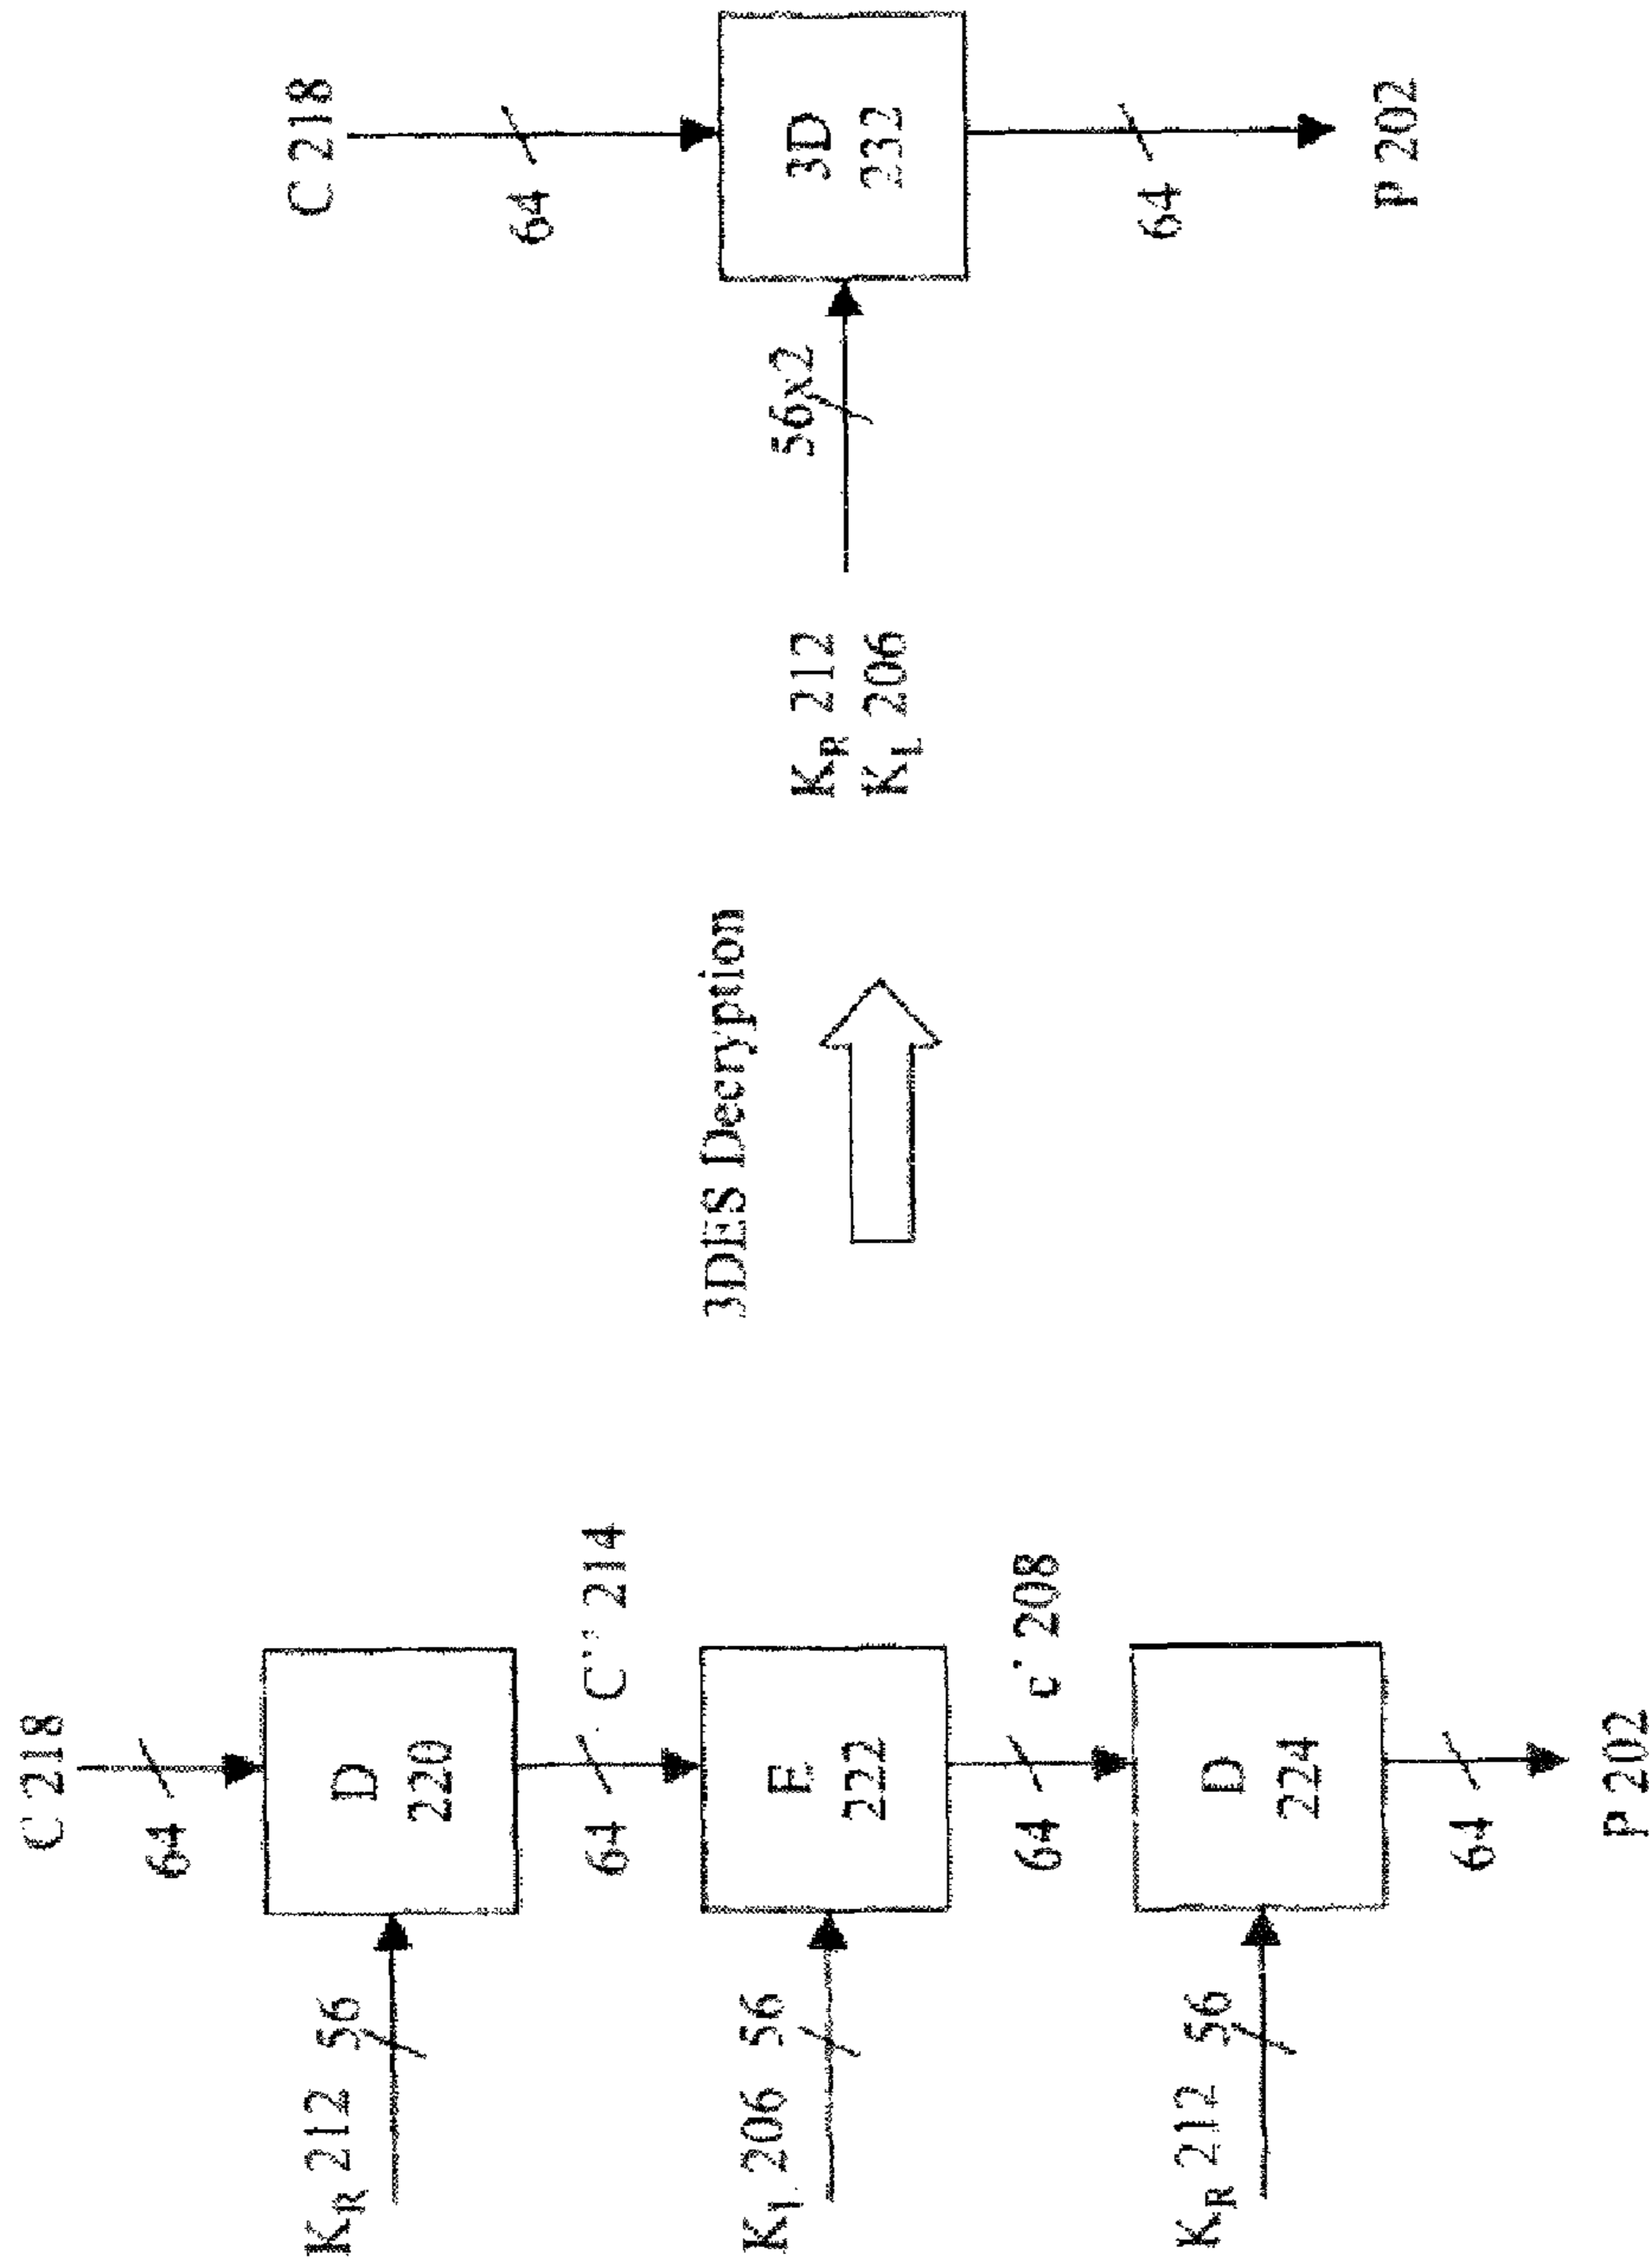 C 218
64
K_R 212 56
D
220
64
C'' 214
K_L 206 56
E
222
64
c' 208
K_R 212 56
D
224
64
P 202
3DES Decryption
C 218
64
K_R 212
K_L 206
56x2
3D
232
64
P 202